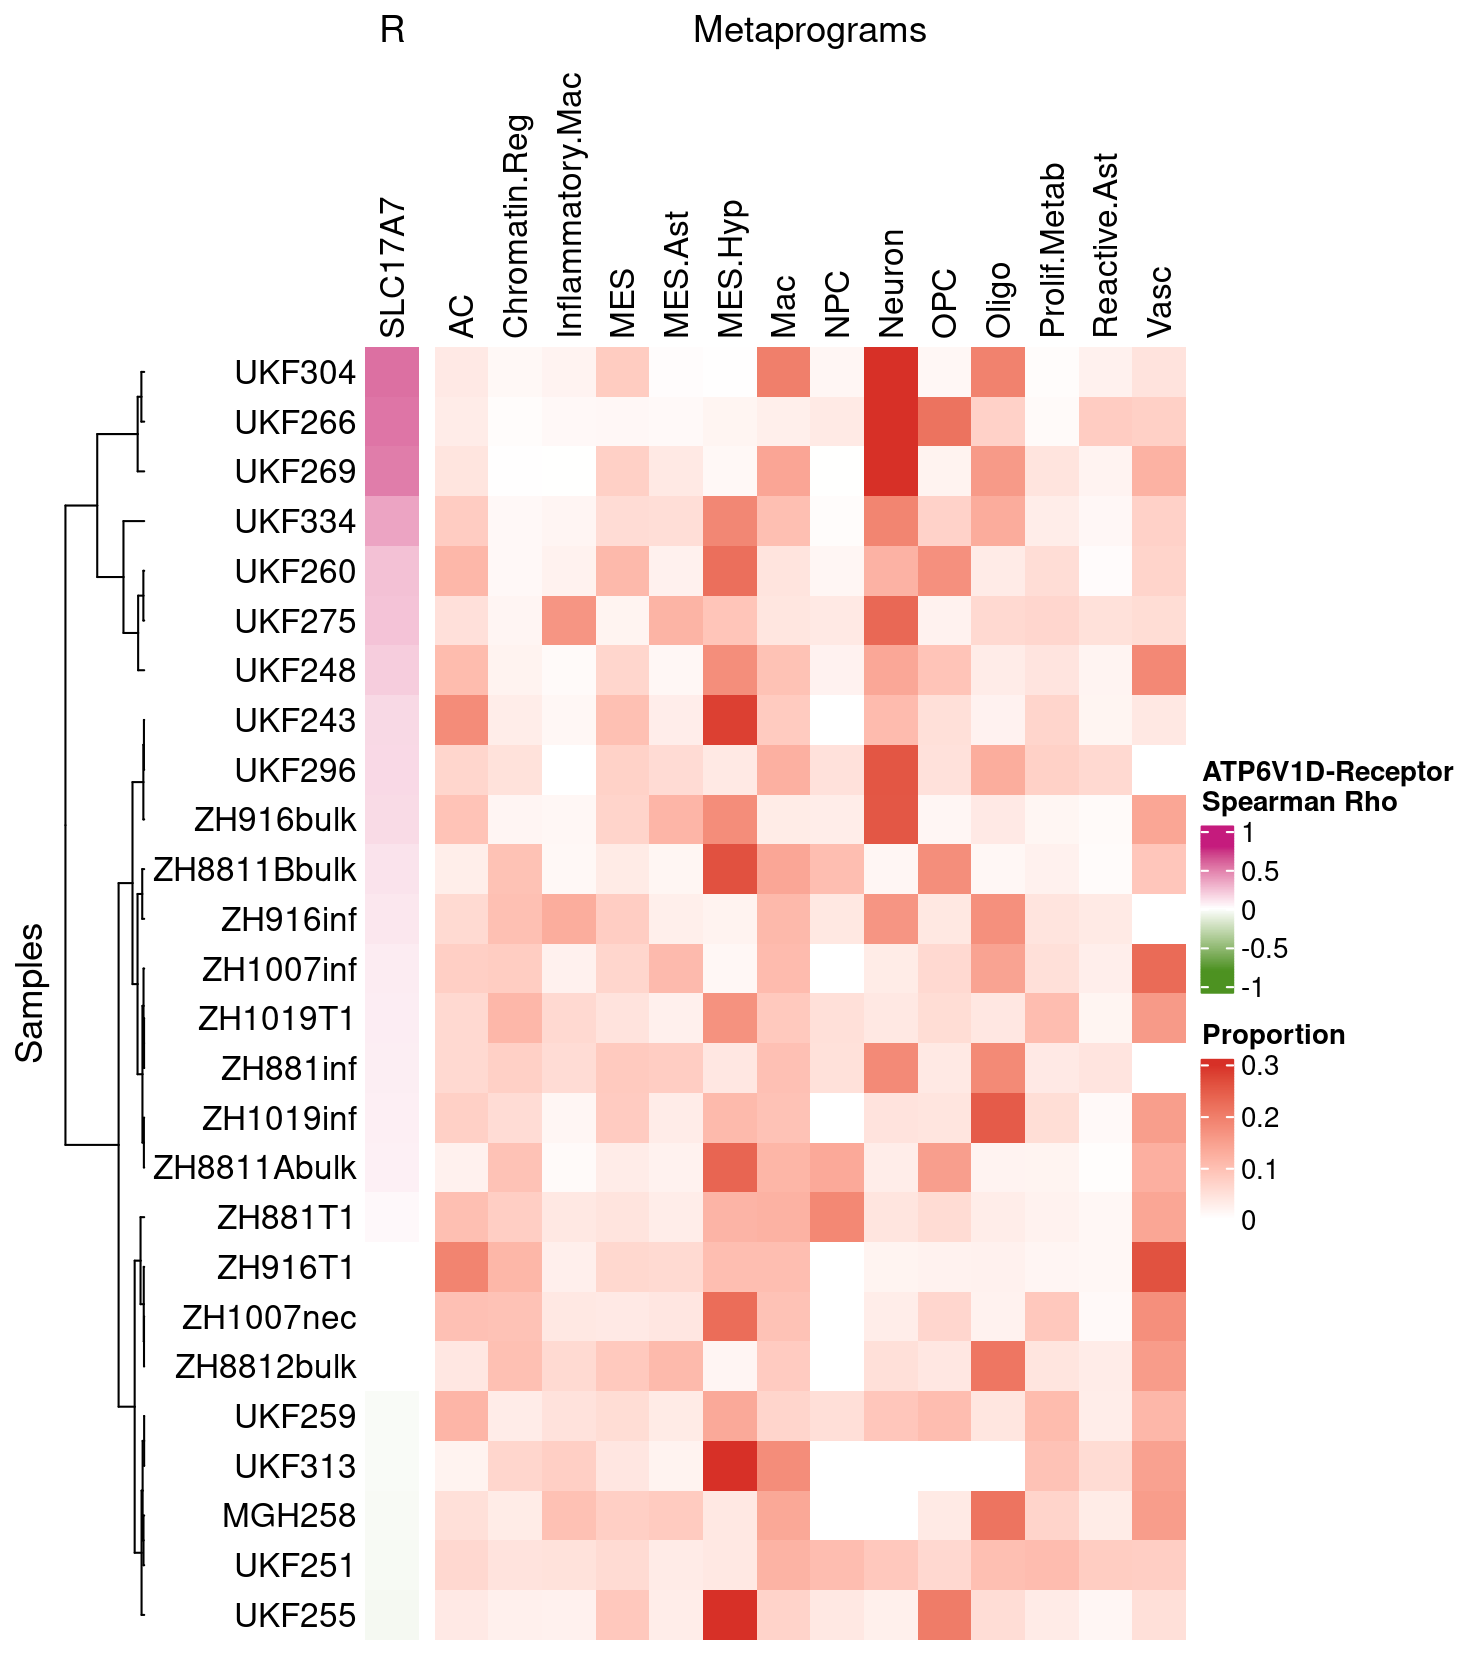 R
Metaprograms
SLC17A7
AC
Chromatin.Reg
Inflammatory.Mac
MES
MES.Ast
MES.Hyp
Mac
NPC
Neuron
OPC
Oligo
Prolif.Metab
Reactive.Ast
Vasc
Samples
UKF304
UKF266
UKF269
UKF334
UKF260
UKF275
UKF248
UKF243
UKF296
ZH916bulk
ZH8811Bbulk
ZH916inf
ZH1007inf
ZH1019T1
ZH881inf
ZH1019inf
ZH8811Abulk
ZH881T1
ZH916T1
ZH1007nec
ZH8812bulk
UKF259
UKF313
MGH258
UKF251
UKF255
ATP6V1D-Receptor
Spearman Rho
1
0.5
0
-0.5
-1
Proportion
0.3
0.2
0.1
0